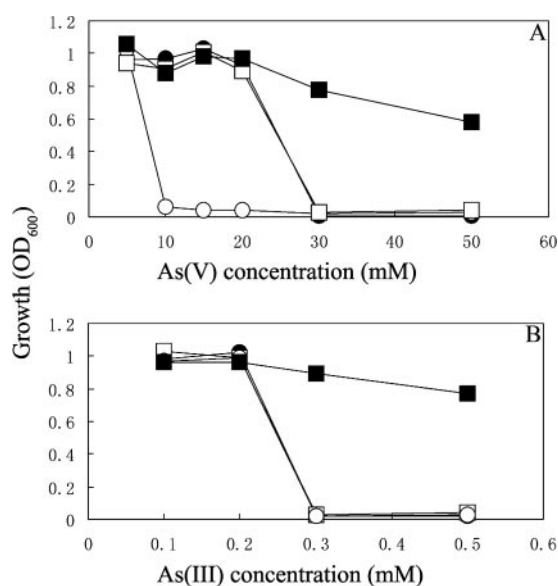 A
1.2
1
0.8
0.6
0.4
0.2
0
0 10 20 30 40 50 60
As(V) concentration (mM)
Growth (OD600)
B
1.2
1
0.8
0.6
0.4
0.2
0
0 0.1 0.2 0.3 0.4 0.5 0.6
As(III) concentration (mM)